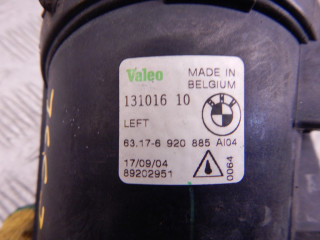 Valeo
MADE IN
BELGIUM
131016 10
LEFT
63.17-6 920 885 AI04
17/09/04
89202951
0064